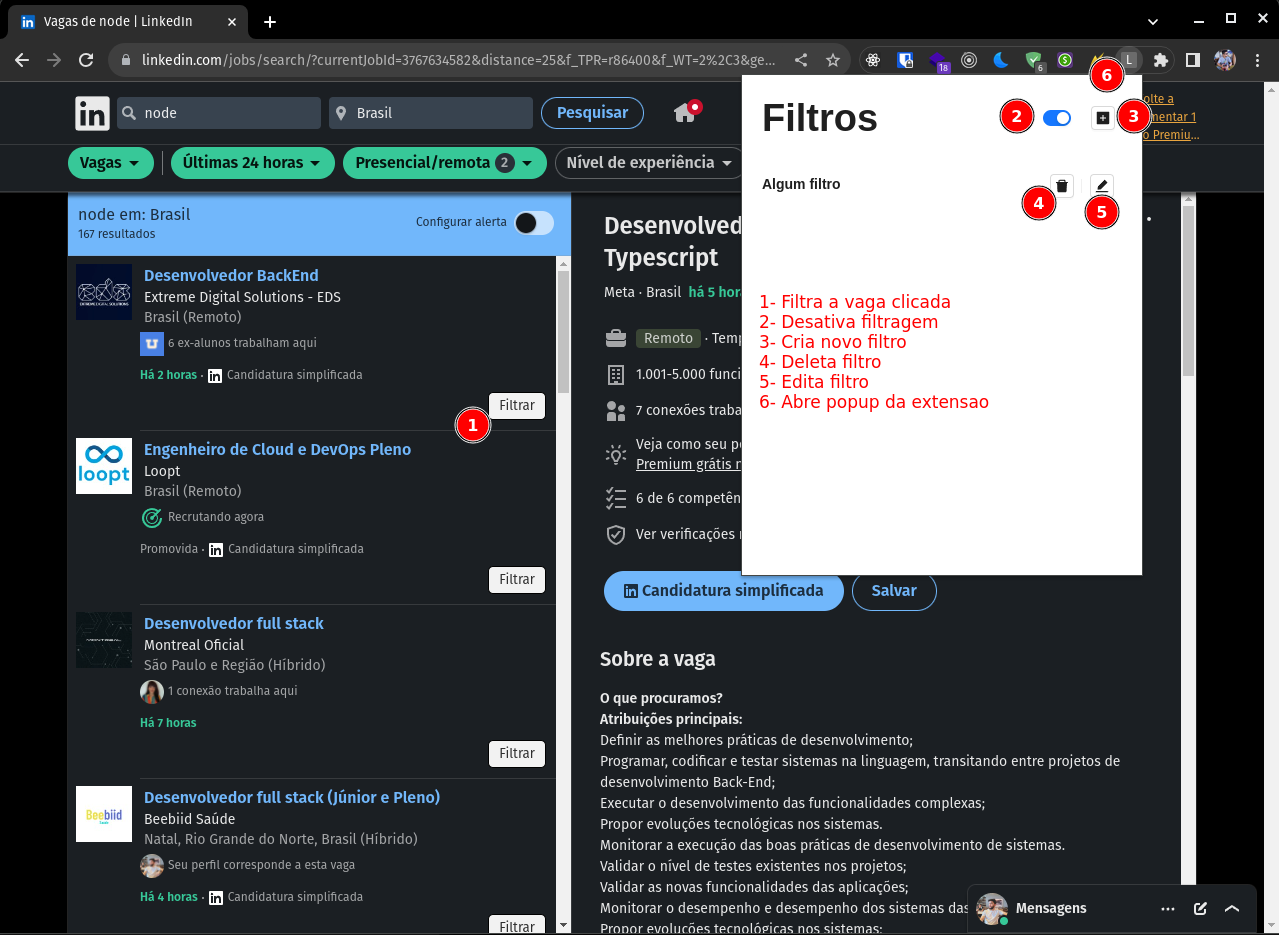 Vagas de node | LinkedIn
linkedin.com/jobs/search/?currentJobId=3767634582&distance=25&f_TPR=r86400&f_WT=2%2C3&ge…
18
6
L
6
in
node
Brasil
Pesquisar
olte a
mentar 1
o Premiu…
Vagas
Últimas 24 horas
Presencial/remota 2
Nível de experiência
Filtros
2
3
Algum filtro
4
5
1- Filtra a vaga clicada
2- Desativa filtragem
3- Cria novo filtro
4- Deleta filtro
5- Edita filtro
6- Abre popup da extensao
node em: Brasil
167 resultados
Configurar alerta
Desenvolvedor BackEnd
Extreme Digital Solutions - EDS
Brasil (Remoto)
6 ex-alunos trabalham aqui
Há 2 horas · in Candidatura simplificada
Filtrar
1
loopt
Engenheiro de Cloud e DevOps Pleno
Loopt
Brasil (Remoto)
Recrutando agora
Promovida · in Candidatura simplificada
Filtrar
Desenvolvedor full stack
Montreal Oficial
São Paulo e Região (Híbrido)
1 conexão trabalha aqui
Há 7 horas
Filtrar
Beebiid
Desenvolvedor full stack (Júnior e Pleno)
Beebiid Saúde
Natal, Rio Grande do Norte, Brasil (Híbrido)
Seu perfil corresponde a esta vaga
Há 4 horas · in Candidatura simplificada
Filtrar
Desenvolved
Typescript
Meta · Brasil há 5 hora
Remoto · Temp
1.001-5.000 funci
7 conexões traba
Veja como seu p
Premium grátis
6 de 6 competên
Ver verificações
in Candidatura simplificada
Salvar
Sobre a vaga
O que procuramos?
Atribuições principais:
Definir as melhores práticas de desenvolvimento;
Programar, codificar e testar sistemas na linguagem, transitando entre projetos de
desenvolvimento Back-End;
Executar o desenvolvimento das funcionalidades complexas;
Propor evoluções tecnológicas nos sistemas.
Monitorar a execução das boas práticas de desenvolvimento de sistemas.
Validar o nível de testes existentes nos projetos;
Validar as novas funcionalidades das aplicações;
Monitorar o desempenho e desempenho dos sistemas das
Propor evoluções tecnológicas nos sistemas;
Mensagens